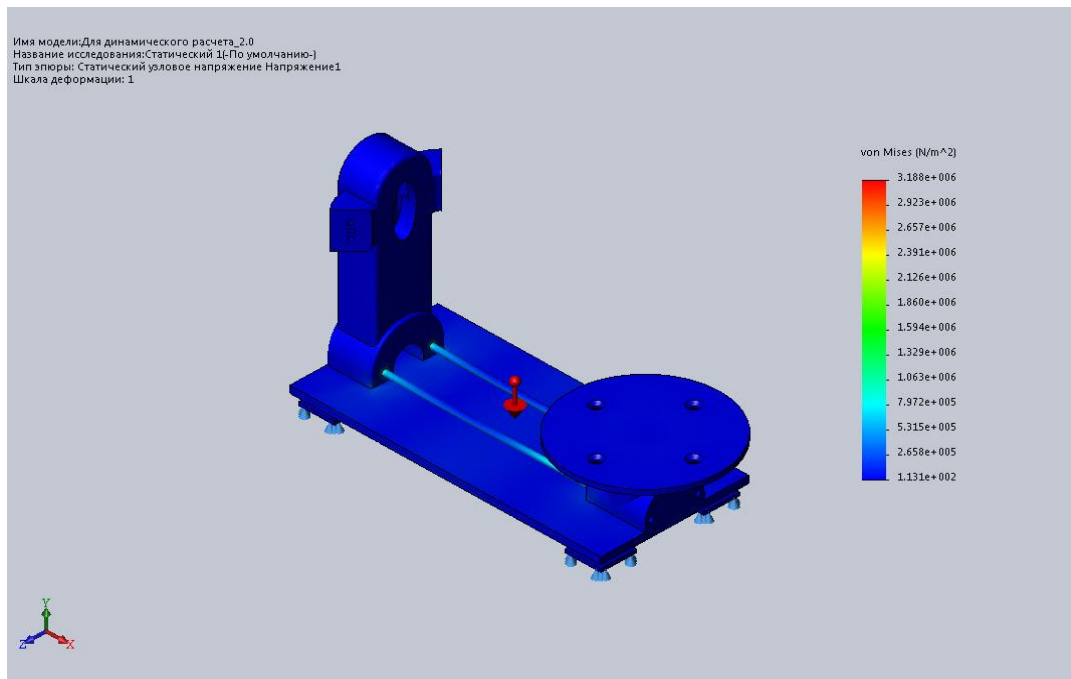 Имя модели:Для динамического расчета_2.0
Название исследования:Статический 1(-По умолчанию-)
Тип эпюры: Статический узловое напряжение Напряжение1
Шкала деформации: 1
von Mises (N/m^2)
3.188e+006
2.923e+006
2.657e+006
2.391e+006
2.126e+006
1.860e+006
1.594e+006
1.329e+006
1.063e+006
7.972e+005
5.315e+005
2.658e+005
1.131e+002
Y
Z
X